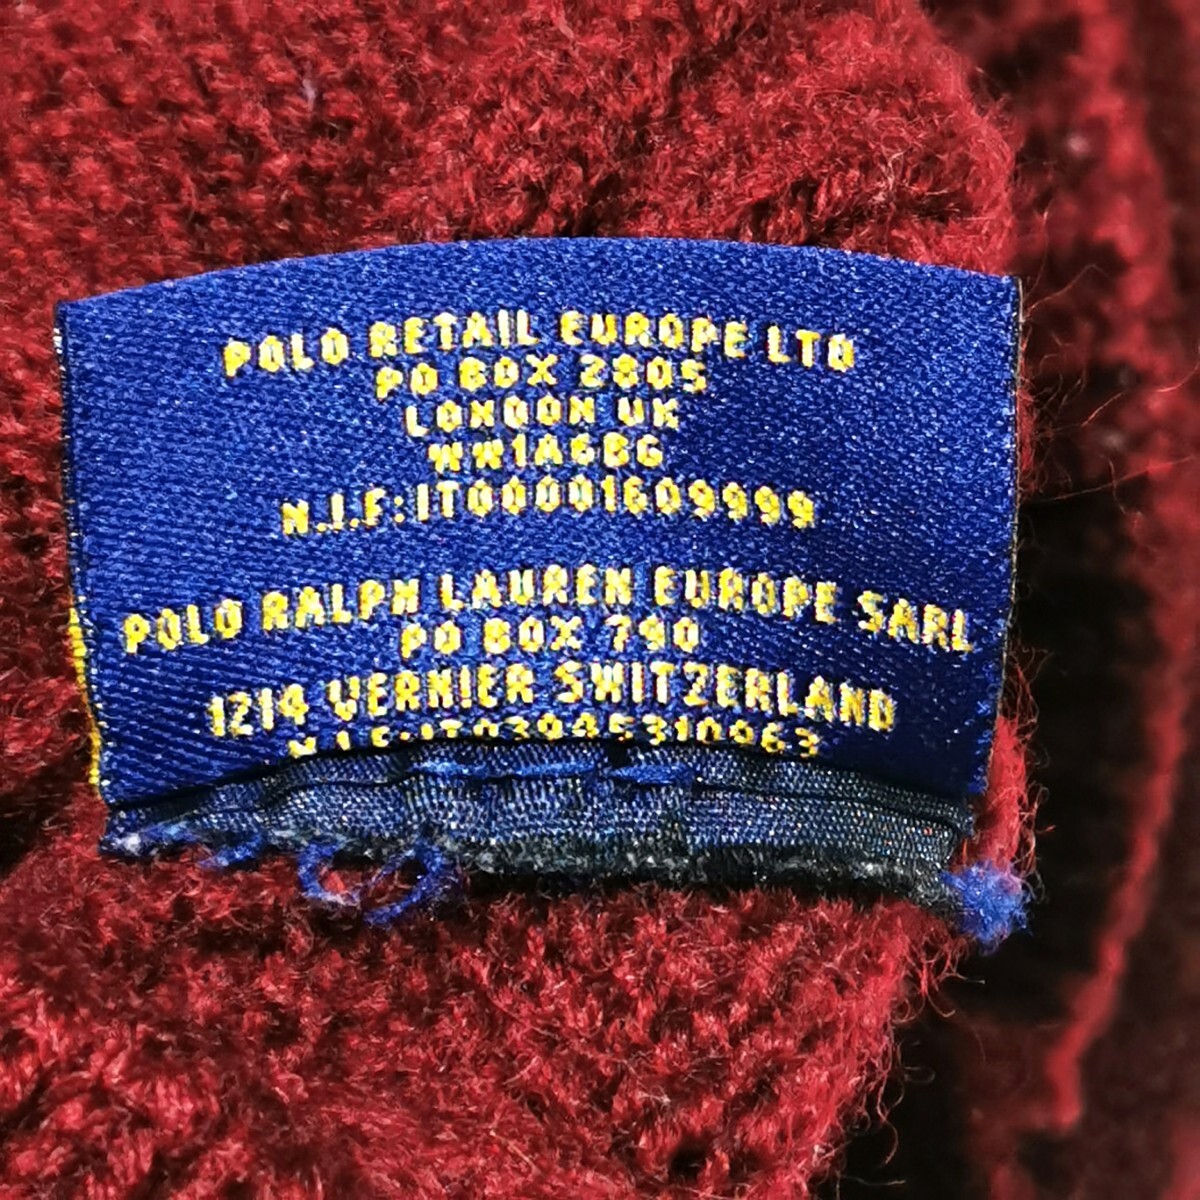 POLO RETAIL EUROPE LTD
PO BOX 2805
LONDON UK
WW1A6BG
N.I.F:IT00001609999
POLO RALPH LAUREN EUROPE SARL
PO BOX 790
1214 VERNIER SWITZERLAND
N.I.F:IT03945310963